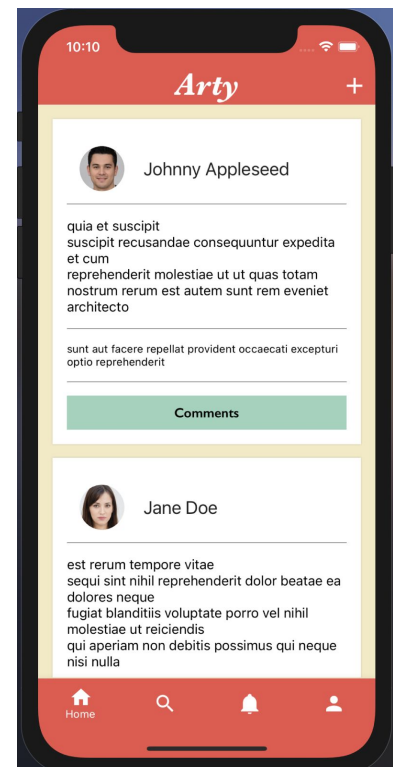 10:10
Arty
+
Johnny Appleseed
quia et suscipit
suscipit recusandae consequuntur expedita
et cum
reprehenderit molestiae ut ut quas totam
nostrum rerum est autem sunt rem eveniet
architecto
sunt aut facere repellat provident occaecati excepturi
optio reprehenderit
Comments
Jane Doe
est rerum tempore vitae
sequi sint nihil reprehenderit dolor beatae ea
dolores neque
fugiat blanditiis voluptate porro vel nihil
molestiae ut reiciendis
qui aperiam non debitis possimus qui neque
nisi nulla
Home